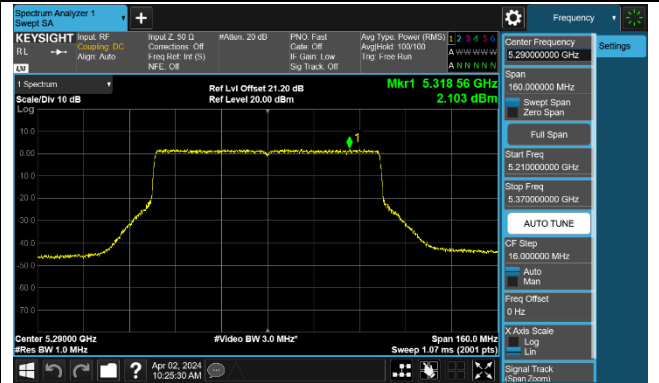 Spectrum Analyzer 1
Swept SA
Frequency
KEYSIGHT
RL
LXI
Input: RF
Coupling: DC
Align: Auto
Input Z: 50 Ω
Corrections: Off
Freq Ref: Int (S)
NFE: Off
#Atten: 20 dB
PNO: Fast
Gate: Off
IF Gain: Low
Sig Track: Off
Avg Type: Power (RMS)
Avg|Hold: 100/100
Trig: Free Run
1 2 3 4 5 6
A W W W W W
A N N N N N
Center Frequency
5.290000000 GHz
Settings
Span
160.000000 MHz
Swept Span
Zero Span
Full Span
Start Freq
5.210000000 GHz
Stop Freq
5.370000000 GHz
AUTO TUNE
CF Step
16.000000 MHz
Auto
Man
Freq Offset
0 Hz
X Axis Scale
Log
Lin
Signal Track
(Span Zoom)
1 Spectrum
Scale/Div 10 dB
Log
Ref Lvl Offset 21.20 dB
Ref Level 20.00 dBm
Mkr1 5.318 56 GHz
2.103 dBm
1
10.0
0.00
-10.0
-20.0
-30.0
-40.0
-50.0
-60.0
-70.0
Center 5.29000 GHz
#Res BW 1.0 MHz
#Video BW 3.0 MHz*
Span 160.0 MHz
Sweep 1.07 ms (2001 pts)
?
Apr 02, 2024
10:25:30 AM